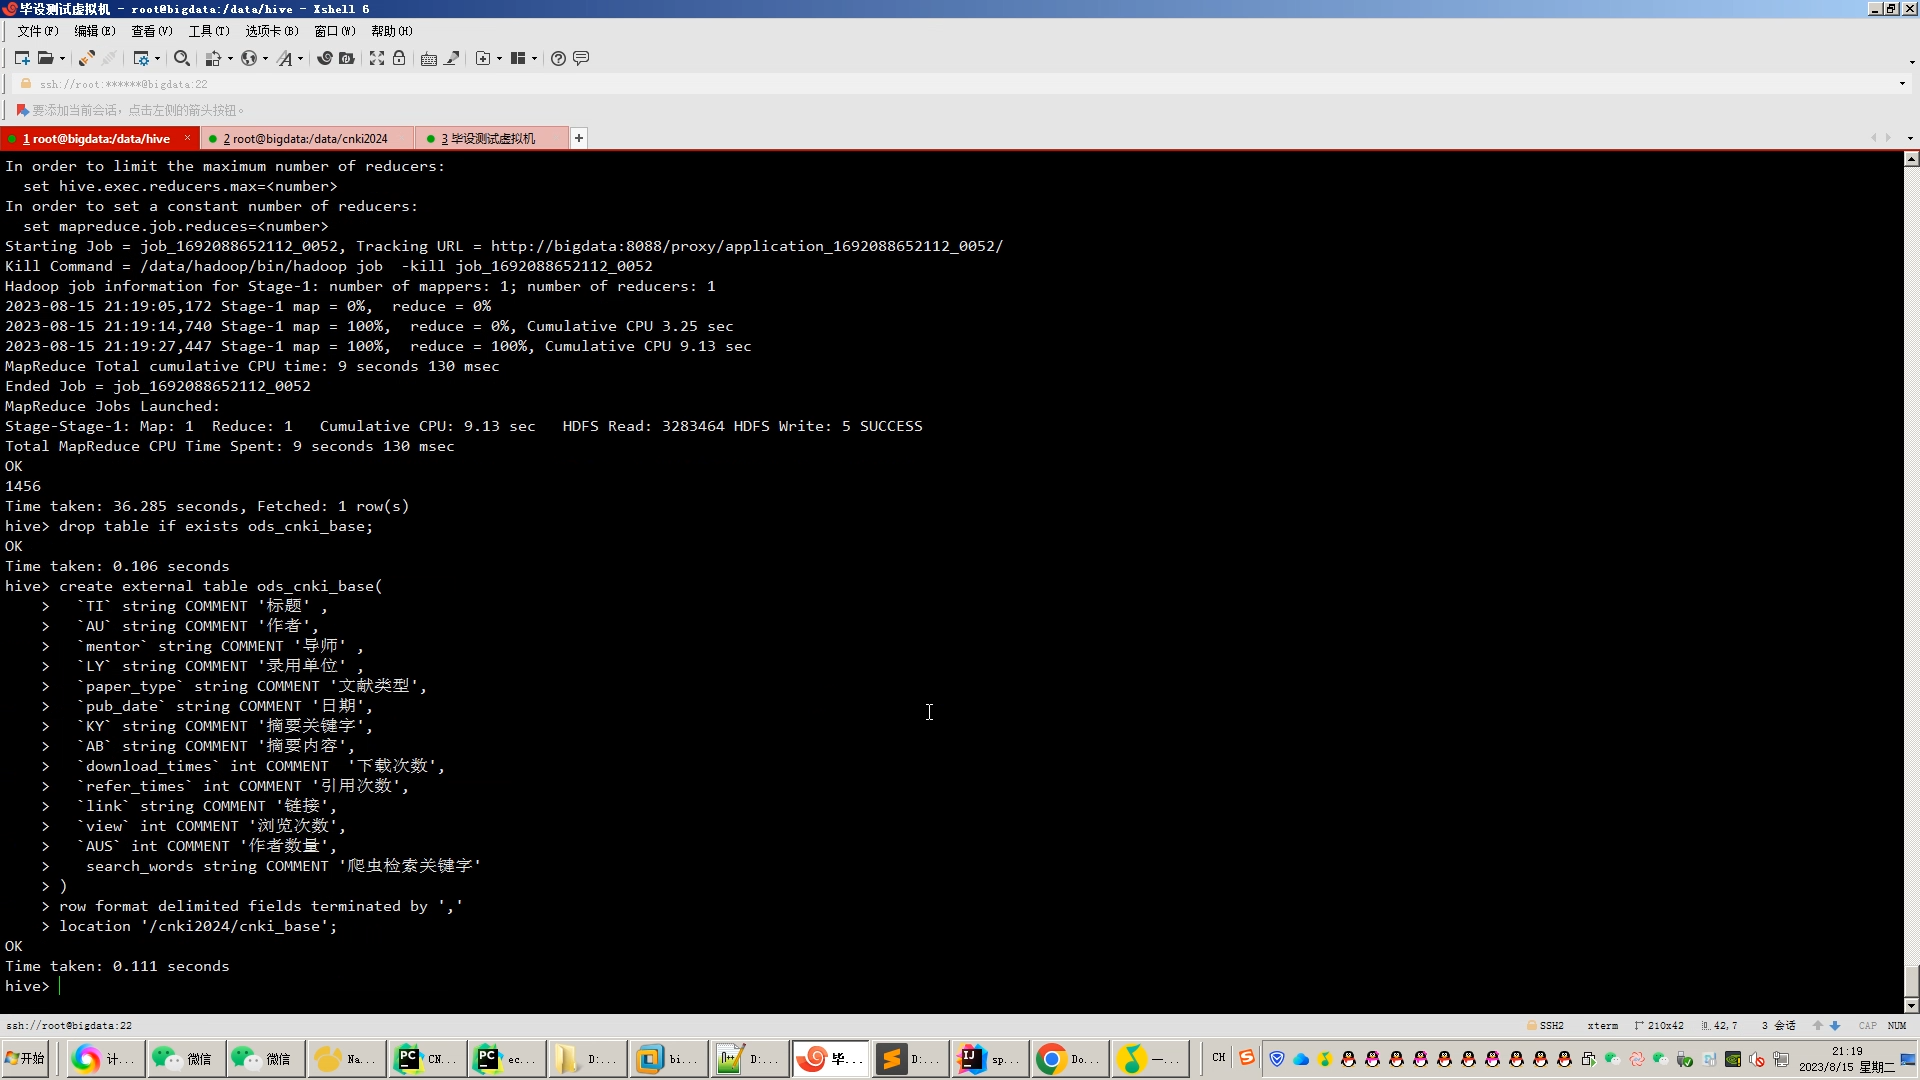 毕设测试虚拟机 - root@bigdata:/data/hive - Xshell 6
文件(F) 编辑(E) 查看(V) 工具(T) 选项卡(B) 窗口(W) 帮助(H)
ssh://root:******@bigdata:22
要添加当前会话，点击左侧的箭头按钮。
1 root@bigdata:/data/hive × 2 root@bigdata:/data/cnki2024 3 毕设测试虚拟机 +
In order to limit the maximum number of reducers:
  set hive.exec.reducers.max=<number>
In order to set a constant number of reducers:
  set mapreduce.job.reduces=<number>
Starting Job = job_1692088652112_0052, Tracking URL = http://bigdata:8088/proxy/application_1692088652112_0052/
Kill Command = /data/hadoop/bin/hadoop job  -kill job_1692088652112_0052
Hadoop job information for Stage-1: number of mappers: 1; number of reducers: 1
2023-08-15 21:19:05,172 Stage-1 map = 0%,  reduce = 0%
2023-08-15 21:19:14,740 Stage-1 map = 100%,  reduce = 0%, Cumulative CPU 3.25 sec
2023-08-15 21:19:27,447 Stage-1 map = 100%,  reduce = 100%, Cumulative CPU 9.13 sec
MapReduce Total cumulative CPU time: 9 seconds 130 msec
Ended Job = job_1692088652112_0052
MapReduce Jobs Launched:
Stage-Stage-1: Map: 1  Reduce: 1   Cumulative CPU: 9.13 sec   HDFS Read: 3283464 HDFS Write: 5 SUCCESS
Total MapReduce CPU Time Spent: 9 seconds 130 msec
OK
1456
Time taken: 36.285 seconds, Fetched: 1 row(s)
hive> drop table if exists ods_cnki_base;
OK
Time taken: 0.106 seconds
hive> create external table ods_cnki_base(
    >   `TI` string COMMENT '标题' ,
    >   `AU` string COMMENT '作者',
    >   `mentor` string COMMENT '导师' ,
    >   `LY` string COMMENT '录用单位' ,
    >   `paper_type` string COMMENT '文献类型',
    >   `pub_date` string COMMENT '日期',
    >   `KY` string COMMENT '摘要关键字',
    >   `AB` string COMMENT '摘要内容',
    >   `download_times` int COMMENT  '下载次数',
    >   `refer_times` int COMMENT '引用次数',
    >   `link` string COMMENT '链接',
    >   `view` int COMMENT '浏览次数',
    >   `AUS` int COMMENT '作者数量',
    >    search_words string COMMENT '爬虫检索关键字'
    > )
    > row format delimited fields terminated by ','
    > location '/cnki2024/cnki_base';
OK
Time taken: 0.111 seconds
hive>
ssh://root@bigdata:22 SSH2 xterm 210x42 42,7 3 会话 CAP NUM
开始 计... 微信 微信 Na... CN... ec... D:... bi... D:... 毕... D:... sp... Do... 一... CH 21:19
2023/8/15 星期二